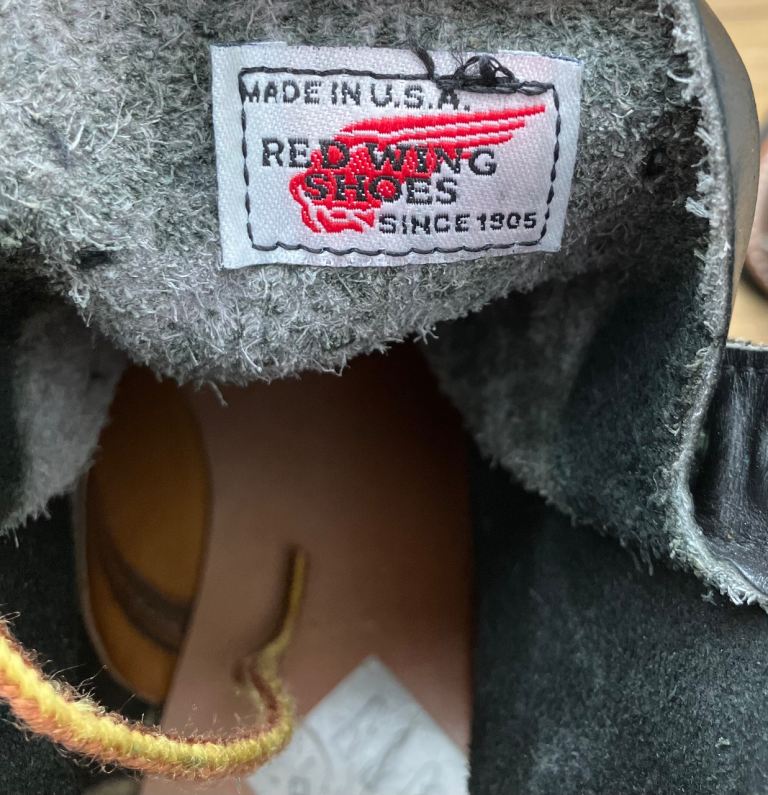 MADE IN U.S.A.
RED WING
SHOES
SINCE 1905